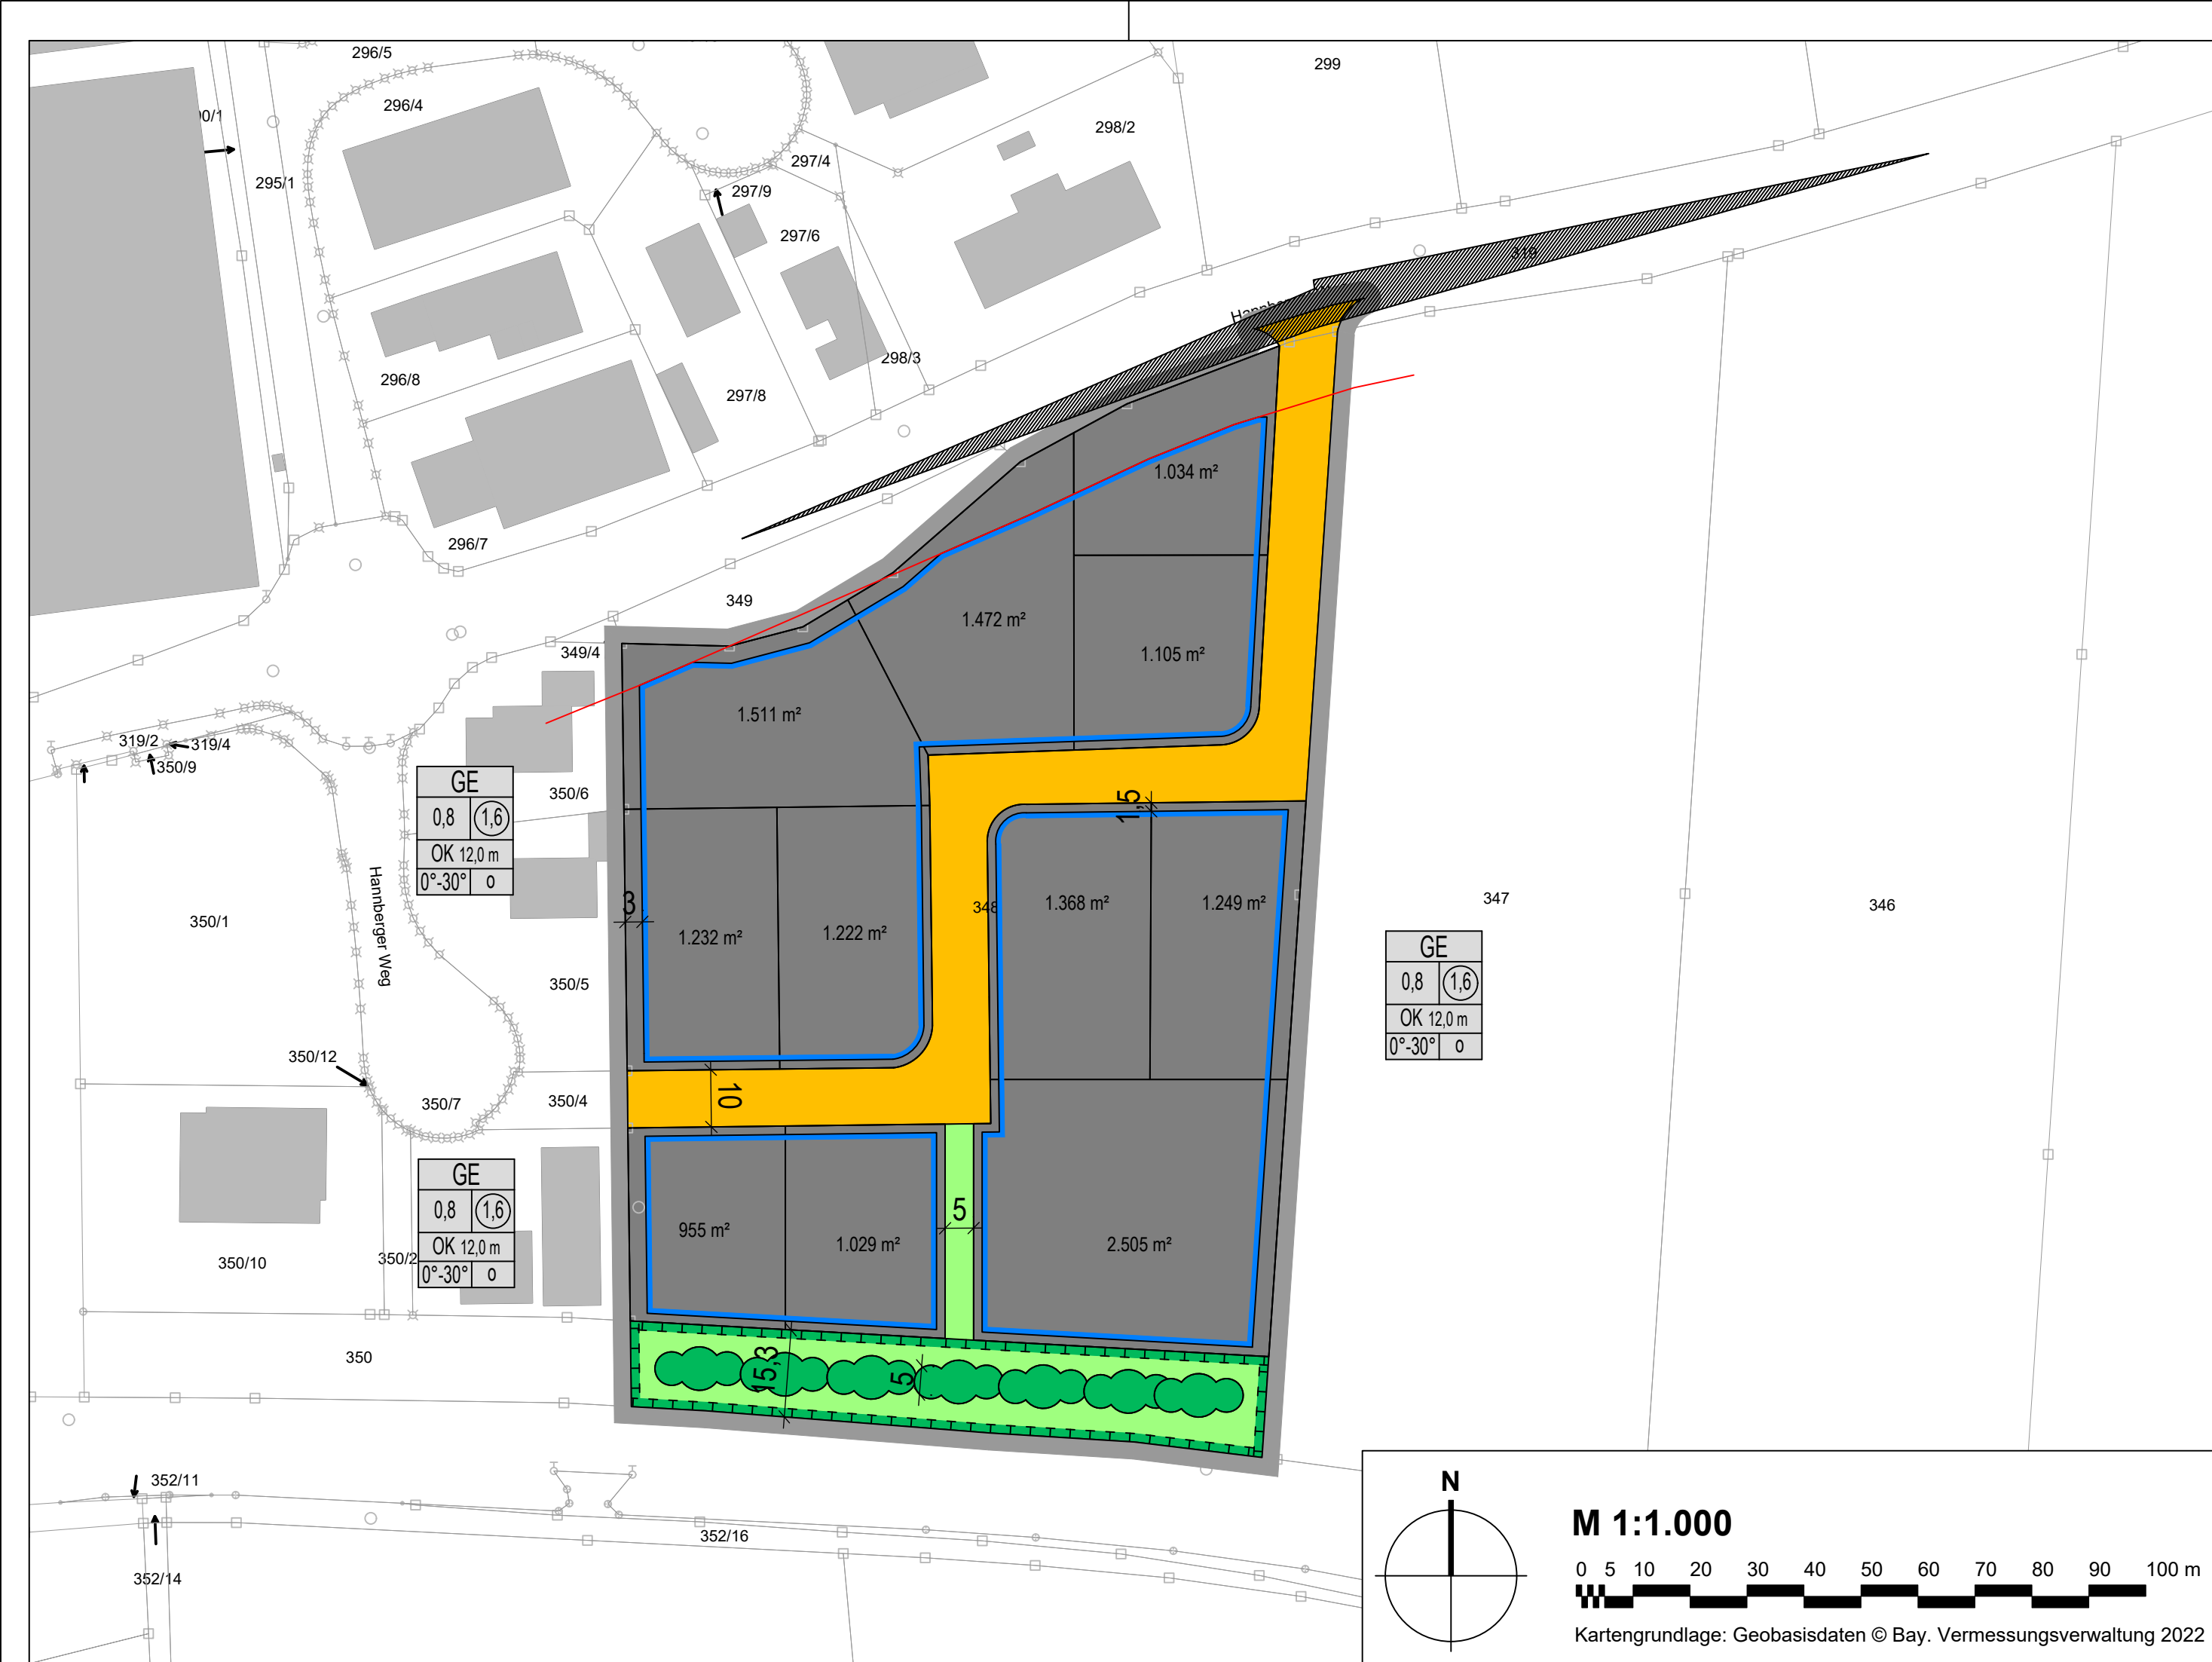 296/5
299
296/4
298/2
297/4
295/1
297/9
297/6
319
298/3
296/8
297/8
1.034 m²
296/7
349
1.472 m²
349/4
1.105 m²
1.511 m²
319/2
319/4
350/9
GE
0,8
1,6
OK 12,0 m
0°-30°
o
350/6
1,5
Hannberger Weg
3
350/1
1.232 m²
1.222 m²
348
1.368 m²
1.249 m²
347
346
GE
0,8
1,6
OK 12,0 m
0°-30°
o
350/5
350/12
350/7
350/4
10
GE
0,8
1,6
OK 12,0 m
0°-30°
o
350/10
350/2
955 m²
1.029 m²
5
2.505 m²
350
15,3
5
352/11
352/16
352/14
N
M 1:1.000
0 5 10 20 30 40 50 60 70 80 90 100 m
Kartengrundlage: Geobasisdaten © Bay. Vermessungsverwaltung 2022